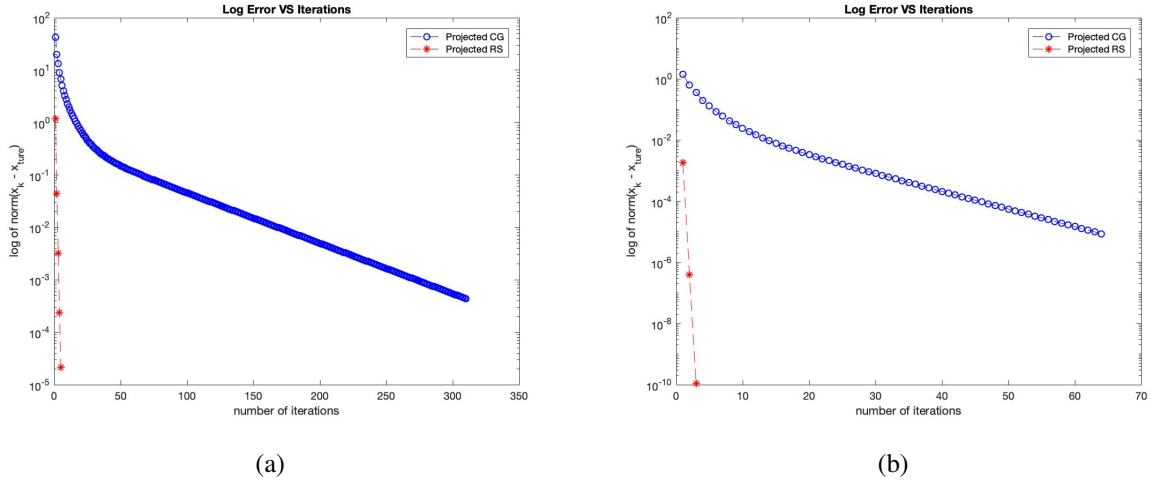 Log Error VS Iterations
Projected CG
Projected RS
10^2
10^1
10^0
10^-1
10^-2
10^-3
10^-4
10^-5
log of norm(x_k - x_ture)
0 50 100 150 200 250 300 350
number of iterations
(a)
Log Error VS Iterations
Projected CG
Projected RS
10^2
10^0
10^-2
10^-4
10^-6
10^-8
10^-10
log of norm(x_k - x_ture)
0 10 20 30 40 50 60 70
number of iterations
(b)